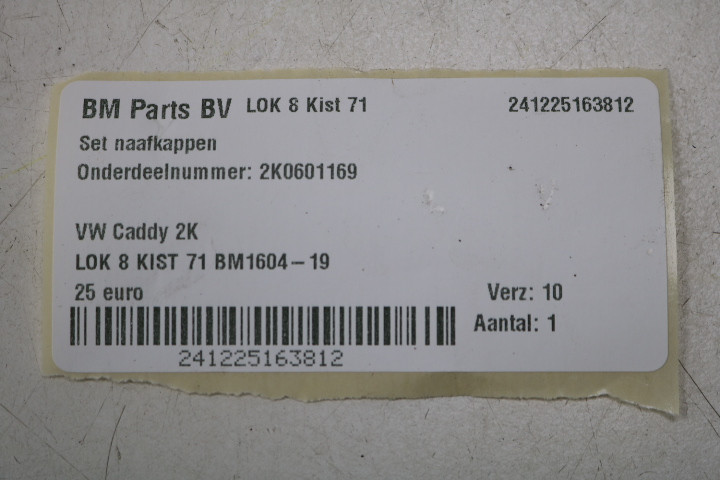 BM Parts BV LOK 8 Kist 71 241225163812
Set naafkappen
Onderdeelnummer: 2K0601169
VW Caddy 2K
LOK 8 KIST 71 BM1604-19
25 euro Verz: 10
Aantal: 1
241225163812